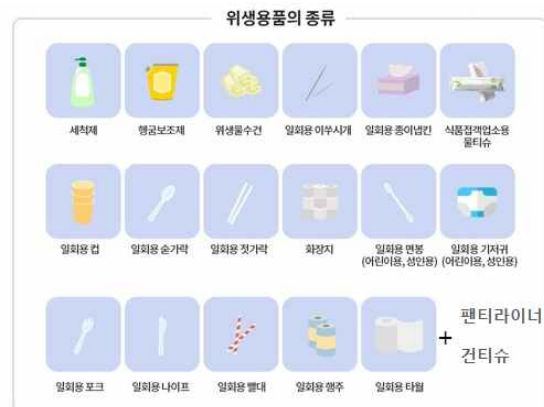 위생용품의 종류
세척제
헹굼보조제
위생물수건
일회용 이쑤시개
일회용 종이냅킨
식품접객업소용
물티슈
일회용 컵
일회용 숟가락
일회용 젓가락
화장지
일회용 면봉
(어린이용, 성인용)
일회용 기저귀
(어린이용, 성인용)
일회용 포크
일회용 나이프
일회용 빨대
일회용 행주
일회용 타월
+
팬티라이너
건티슈